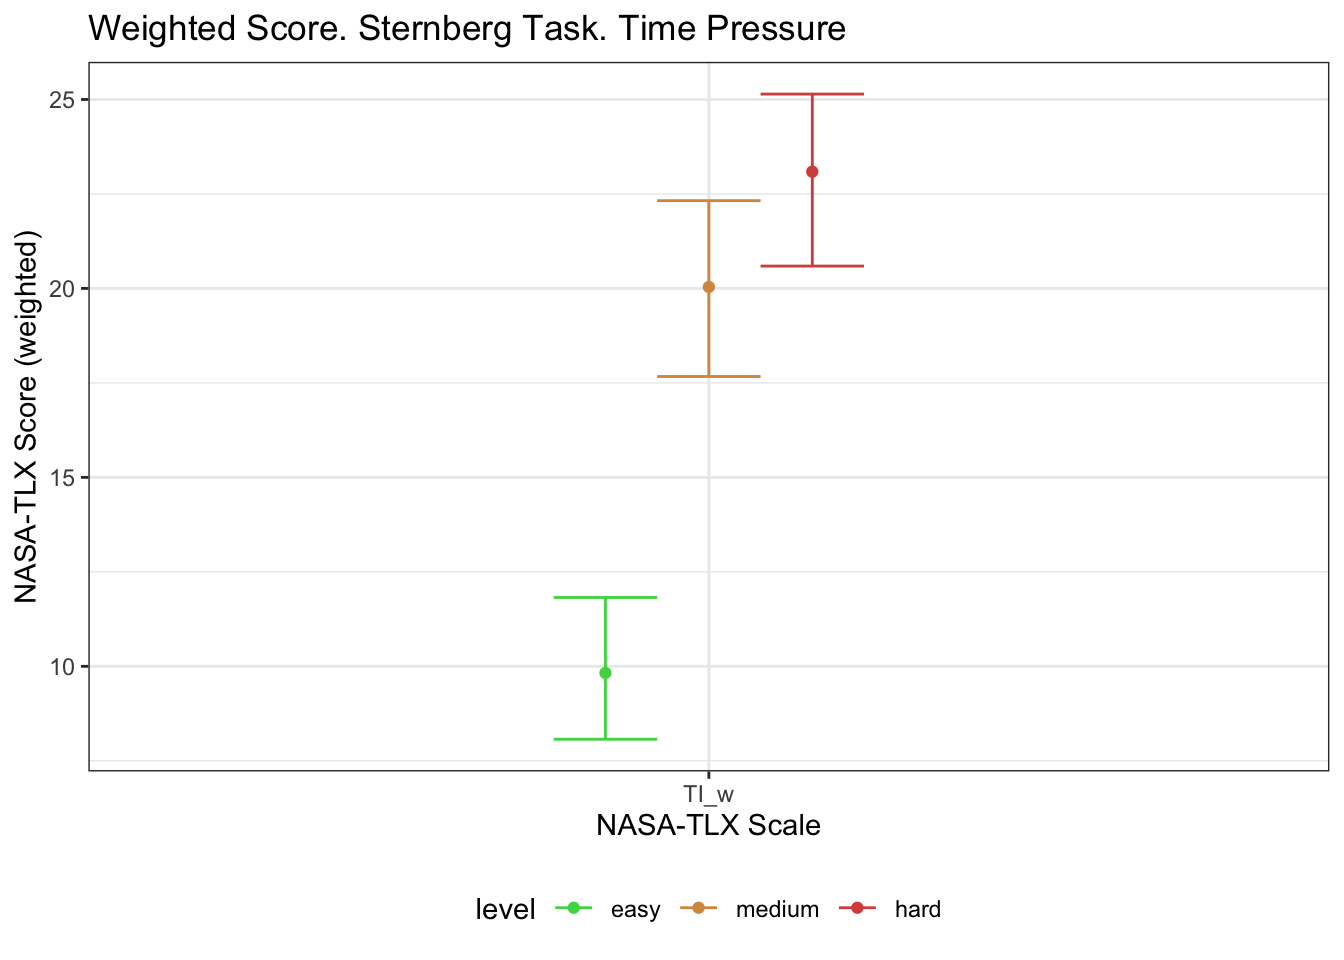 Weighted Score. Sternberg Task. Time Pressure
NASA-TLX Score (weighted)
25
20
15
10
TI_w
NASA-TLX Scale
level easy medium hard